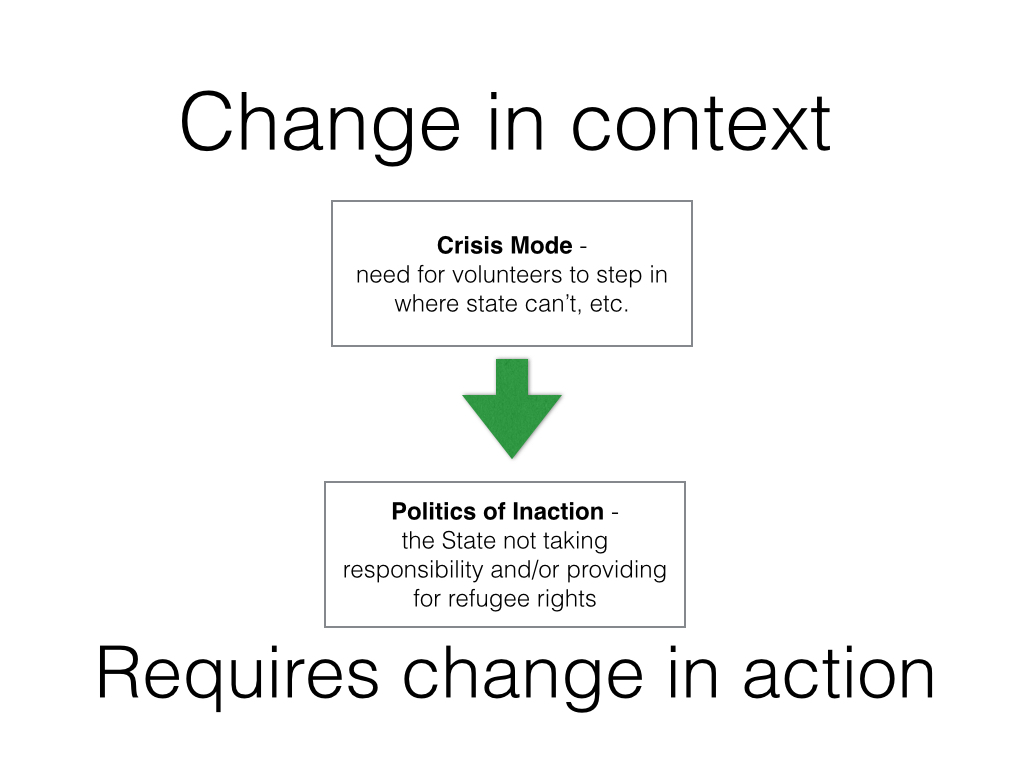 Change in context
Crisis Mode -
need for volunteers to step in
where state can’t, etc.
Politics of Inaction -
the State not taking
responsibility and/or providing
for refugee rights
Requires change in action